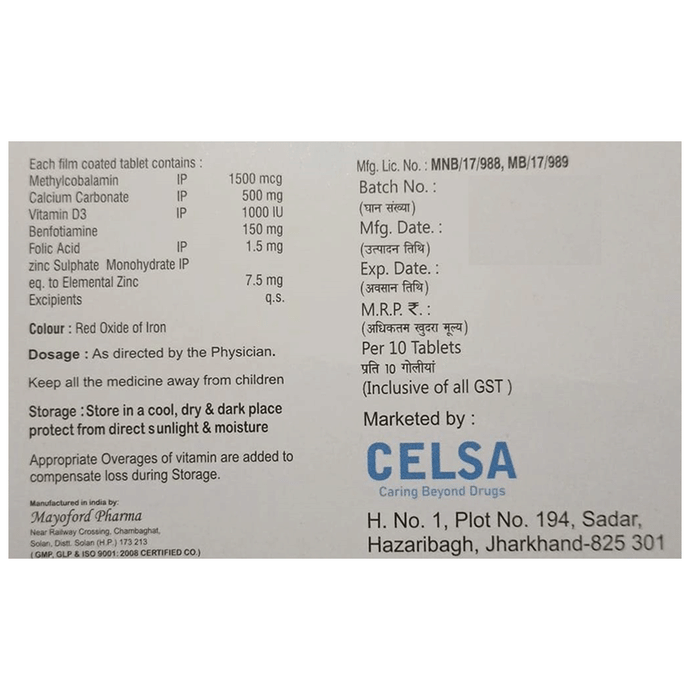 Each film coated tablet contains :
Methylcobalamin IP 1500 mcg
Calcium Carbonate IP 500 mg
Vitamin D3 IP 1000 IU
Benfotiamine 150 mg
Folic Acid IP 1.5 mg
zinc Sulphate Monohydrate IP
eq. to Elemental Zinc 7.5 mg
Excipients q.s.
Colour : Red Oxide of Iron
Dosage : As directed by the Physician.
Keep all the medicine away from children
Storage : Store in a cool, dry & dark place
protect from direct sunlight & moisture
Appropriate Overages of vitamin are added to
compensate loss during Storage.
Manufactured in india by:
Mayoford Pharma
Near Railway Crossing, Chambaghat,
Solan, Distt. Solan (H.P.) 173 213
( GMP, GLP & ISO 9001: 2008 CERTIFIED CO.)
Mfg. Lic. No. : MNB/17/988, MB/17/989
Batch No. :
(घान संख्या)
Mfg. Date. :
(उत्पादन तिथि)
Exp. Date. :
(अवसान तिथि)
M.R.P. ₹. :
(अधिकतम खुदरा मूल्य)
Per 10 Tablets
प्रति 10 गोलीयां
(Inclusive of all GST )
Marketed by :
CELSA
Caring Beyond Drugs
H. No. 1, Plot No. 194, Sadar,
Hazaribagh, Jharkhand-825 301